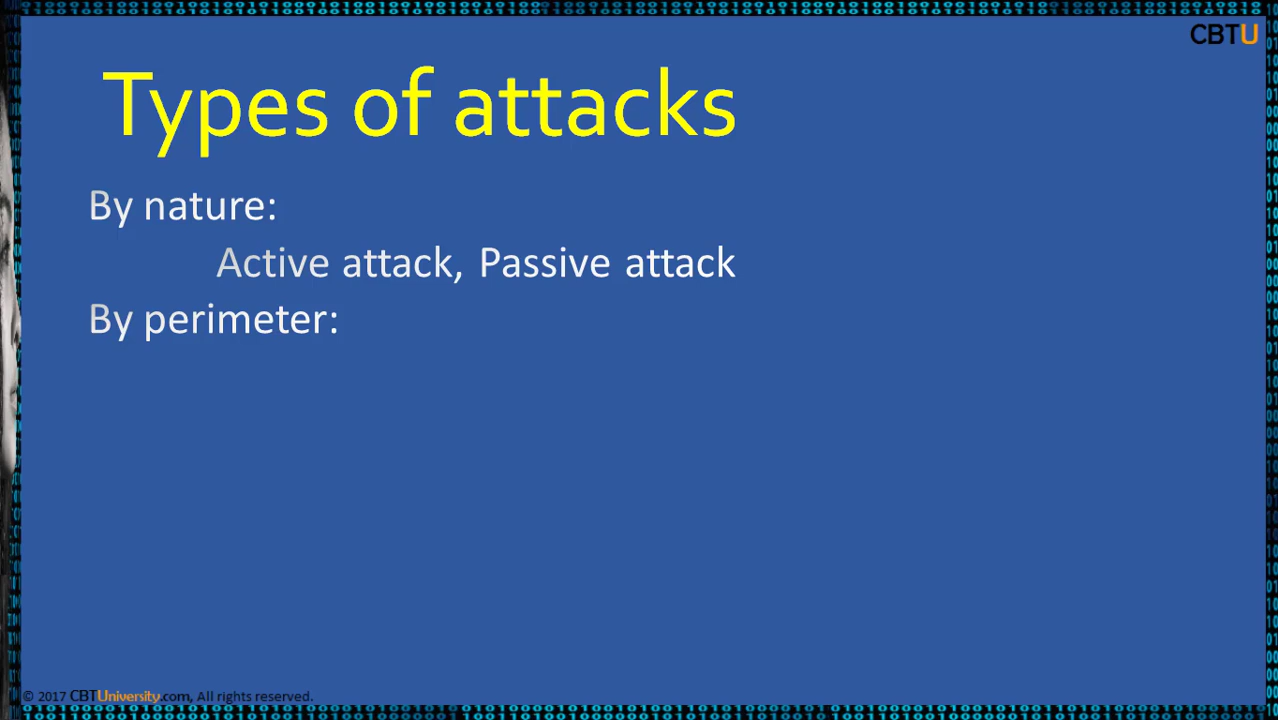 CBTU
Types of attacks
By nature:
Active attack, Passive attack
By perimeter:
© 2017 CBTUniversity.com, All rights reserved.